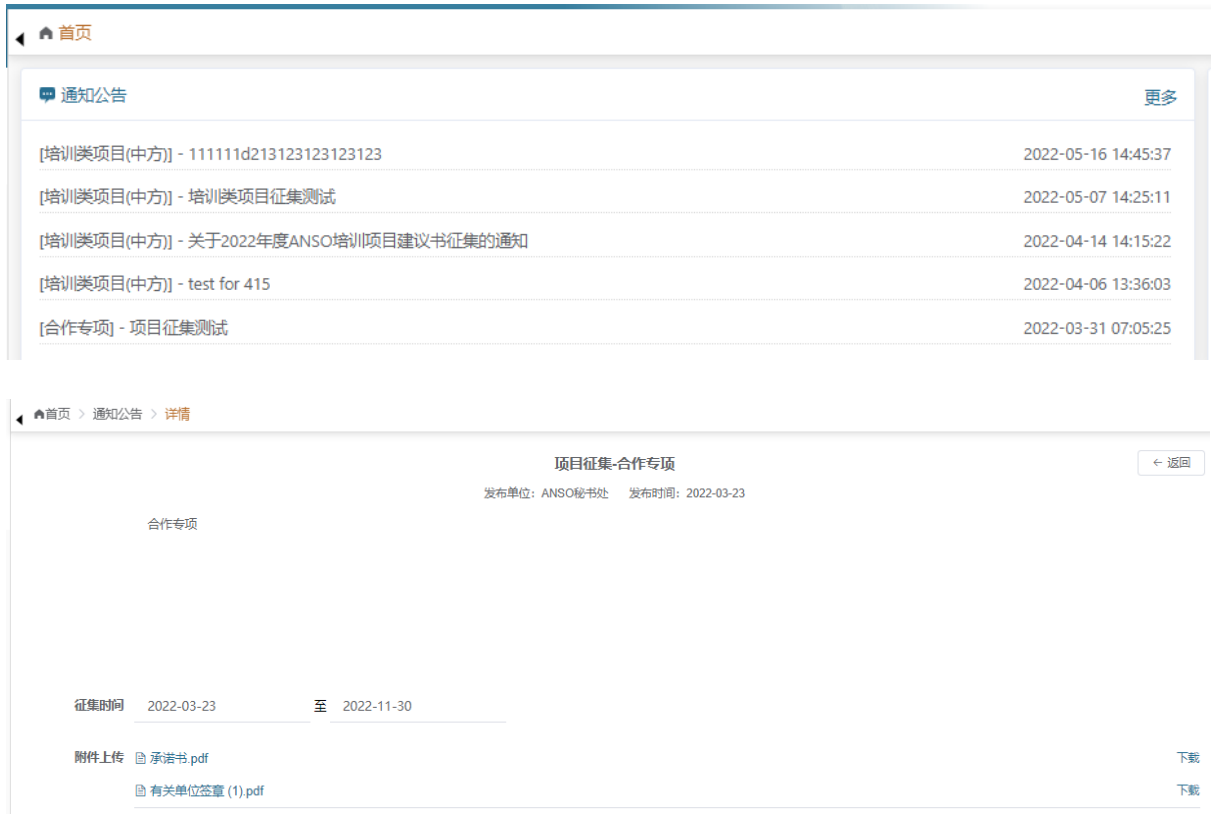 首页
通知公告 更多
[培训类项目(中方)] - 111111d213123123123123 2022-05-16 14:45:37
[培训类项目(中方)] - 培训类项目征集测试 2022-05-07 14:25:11
[培训类项目(中方)] - 关于2022年度ANSO培训项目建议书征集的通知 2022-04-14 14:15:22
[培训类项目(中方)] - test for 415 2022-04-06 13:36:03
[合作专项] - 项目征集测试 2022-03-31 07:05:25
首页 > 通知公告 > 详情
项目征集-合作专项 ← 返回
发布单位：ANSO秘书处 发布时间：2022-03-23
合作专项
征集时间 2022-03-23 至 2022-11-30
附件上传 承诺书.pdf 下载
有关单位签章 (1).pdf 下载